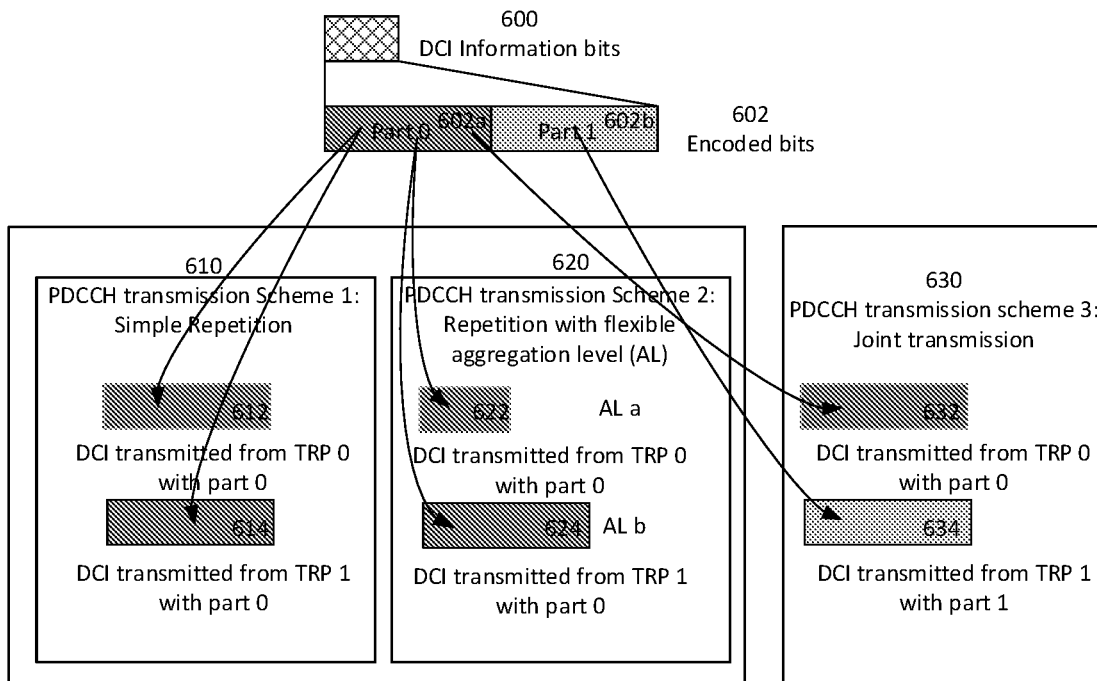 600
DCI Information bits
Part 0 602a Part 1 602b
602
Encoded bits
610
PDCCH transmission Scheme 1:
Simple Repetition
612
DCI transmitted from TRP 0
with part 0
614
DCI transmitted from TRP 1
with part 0
620
PDCCH transmission Scheme 2:
Repetition with flexible
aggregation level (AL)
622 AL a
DCI transmitted from TRP 0
with part 0
624 AL b
DCI transmitted from TRP 1
with part 0
630
PDCCH transmission scheme 3:
Joint transmission
632
DCI transmitted from TRP 0
with part 0
634
DCI transmitted from TRP 1
with part 1